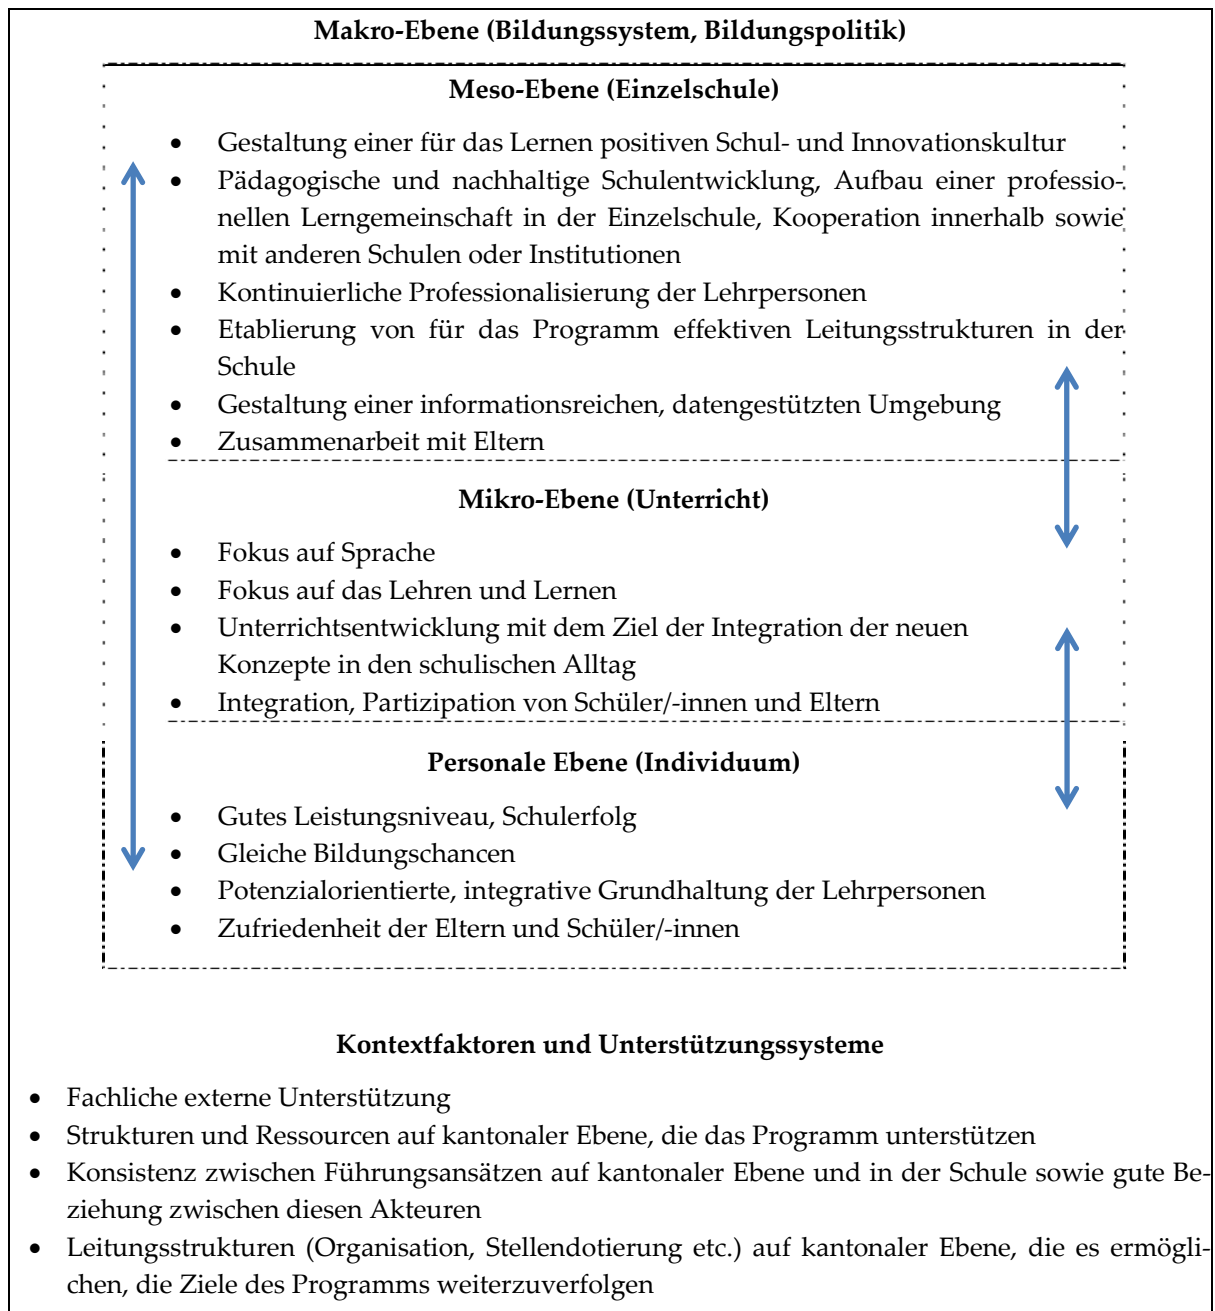 Makro-Ebene (Bildungssystem, Bildungspolitik)
Meso-Ebene (Einzelschule)
• Gestaltung einer für das Lernen positiven Schul- und Innovationskultur
• Pädagogische und nachhaltige Schulentwicklung, Aufbau einer professio-
nellen Lerngemeinschaft in der Einzelschule, Kooperation innerhalb sowie
mit anderen Schulen oder Institutionen
• Kontinuierliche Professionalisierung der Lehrpersonen
• Etablierung von für das Programm effektiven Leitungsstrukturen in der
Schule
• Gestaltung einer informationsreichen, datengestützten Umgebung
• Zusammenarbeit mit Eltern
Mikro-Ebene (Unterricht)
• Fokus auf Sprache
• Fokus auf das Lehren und Lernen
• Unterrichtsentwicklung mit dem Ziel der Integration der neuen
Konzepte in den schulischen Alltag
• Integration, Partizipation von Schüler/-innen und Eltern
Personale Ebene (Individuum)
• Gutes Leistungsniveau, Schulerfolg
• Gleiche Bildungschancen
• Potenzialorientierte, integrative Grundhaltung der Lehrpersonen
• Zufriedenheit der Eltern und Schüler/-innen
Kontextfaktoren und Unterstützungssysteme
• Fachliche externe Unterstützung
• Strukturen und Ressourcen auf kantonaler Ebene, die das Programm unterstützen
• Konsistenz zwischen Führungsansätzen auf kantonaler Ebene und in der Schule sowie gute Be-
ziehung zwischen diesen Akteuren
• Leitungsstrukturen (Organisation, Stellendotierung etc.) auf kantonaler Ebene, die es ermögli-
chen, die Ziele des Programms weiterzuverfolgen